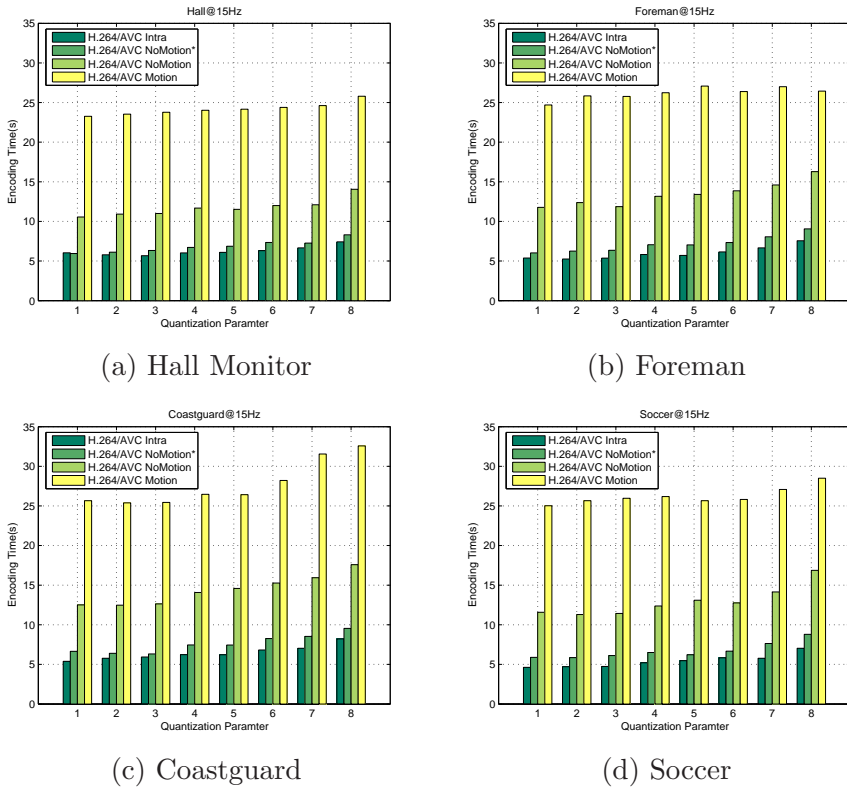 Hall@15Hz
35
30
25
20
15
10
5
0
Encoding Time(s)
H.264/AVC Intra
H.264/AVC NoMotion*
H.264/AVC NoMotion
H.264/AVC Motion
1 2 3 4 5 6 7 8
Quantization Paramter
(a) Hall Monitor
Foreman@15Hz
35
30
25
20
15
10
5
0
Encoding Time(s)
H.264/AVC Intra
H.264/AVC NoMotion*
H.264/AVC NoMotion
H.264/AVC Motion
1 2 3 4 5 6 7 8
Quantization Paramter
(b) Foreman
Coastguard@15Hz
35
30
25
20
15
10
5
0
Encoding Time(s)
H.264/AVC Intra
H.264/AVC NoMotion*
H.264/AVC NoMotion
H.264/AVC Motion
1 2 3 4 5 6 7 8
Quantization Paramter
(c) Coastguard
Soccer@15Hz
35
30
25
20
15
10
5
0
Encoding Time(s)
H.264/AVC Intra
H.264/AVC NoMotion*
H.264/AVC NoMotion
H.264/AVC Motion
1 2 3 4 5 6 7 8
Quantization Paramter
(d) Soccer